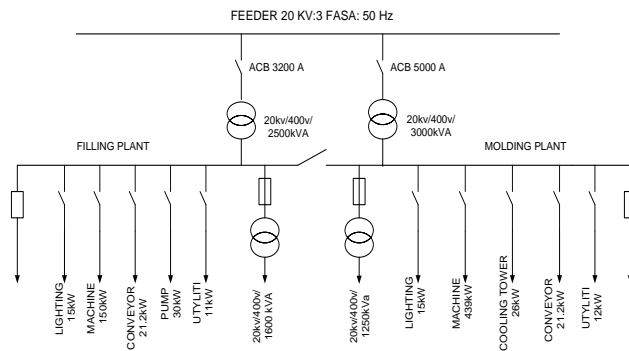 FEEDER 20 KV:3 FASA: 50 Hz
ACB 3200 A
ACB 5000 A
20kv/400v/
2500kVA
20kv/400v/
3000kVA
FILLING PLANT
MOLDING PLANT
LIGHTING
15kW
MACHINE
150kW
CONVEYOR
21.2kW
PUMP
30kW
UTYLITI
11kW
20kv/400v/
1600 kVA
20kv/400v/
1250kVa
LIGHTING
15kW
MACHINE
439kW
COOLING TOWER
26kW
CONVEYOR
21.2kW
UTYLITI
12kW